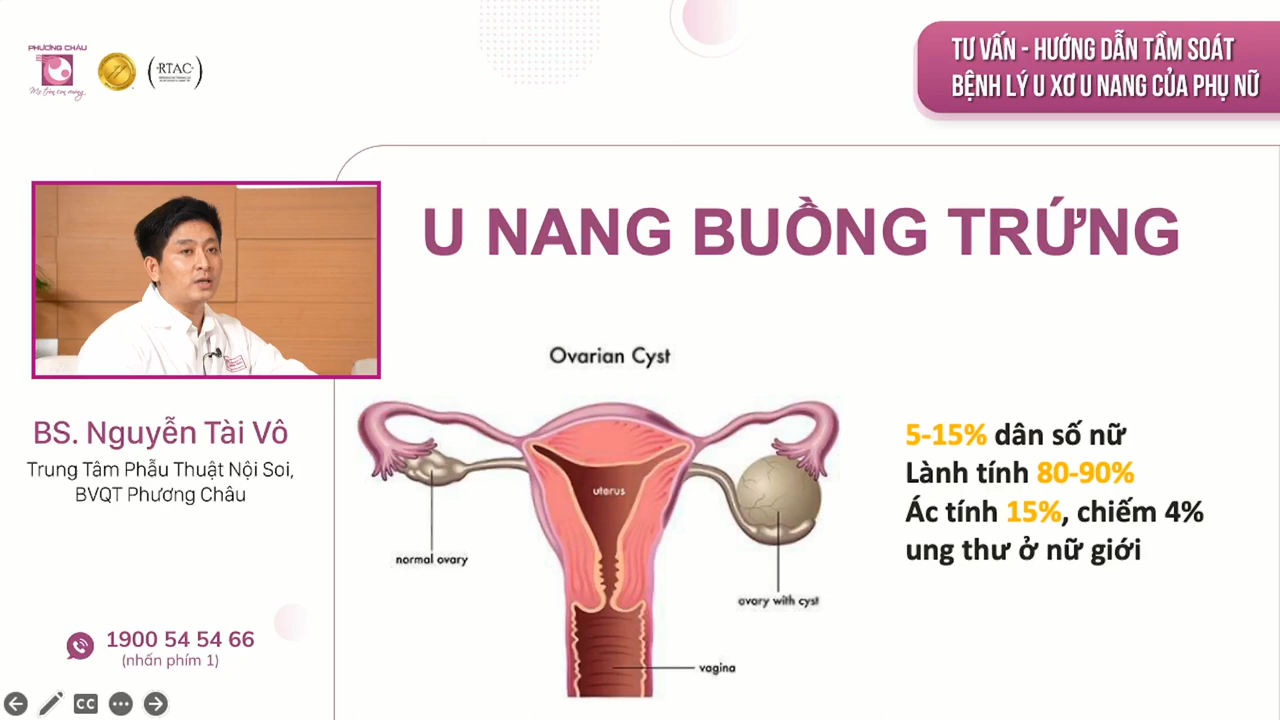 PHƯƠNG CHÂU
RTAC
TƯ VẤN - HƯỚNG DẪN TẦM SOÁT
BỆNH LÝ U XƠ U NANG CỦA PHỤ NỮ
U NANG BUỒNG TRỨNG
Ovarian Cyst
uterus
normal ovary
ovary with cyst
vagina
5-15% dân số nữ
Lành tính 80-90%
Ác tính 15%, chiếm 4%
ung thư ở nữ giới
BS. Nguyễn Tài Vô
Trung Tâm Phẫu Thuật Nội Soi,
BVQT Phương Châu
1900 54 54 66
(nhấn phím 1)
CC